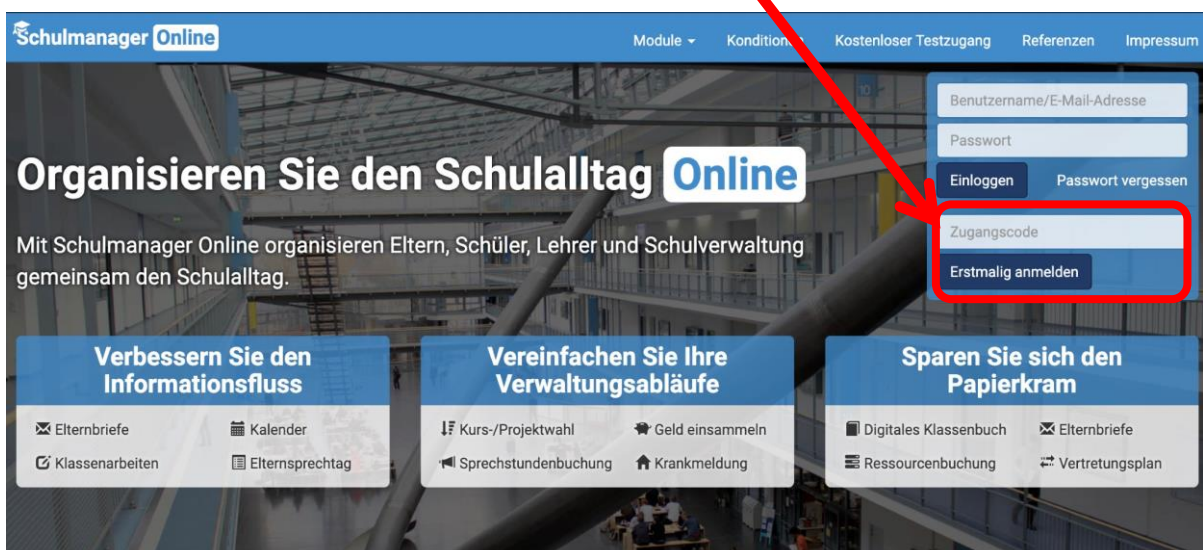 Schulmanager Online
Module Konditionen Kostenloser Testzugang Referenzen Impressum
Benutzername/E-Mail-Adresse
Passwort
Einloggen Passwort vergessen
Zugangscode
Erstmalig anmelden
Organisieren Sie den Schulalltag Online
Mit Schulmanager Online organisieren Eltern, Schüler, Lehrer und Schulverwaltung
gemeinsam den Schulalltag.
Verbessern Sie den
Informationsfluss
Elternbriefe Kalender
Klassenarbeiten Elternsprechtag
Vereinfachen Sie Ihre
Verwaltungsabläufe
Kurs-/Projektwahl Geld einsammeln
Sprechstundenbuchung Krankmeldung
Sparen Sie sich den
Papierkram
Digitales Klassenbuch Elternbriefe
Ressourcenbuchung Vertretungsplan